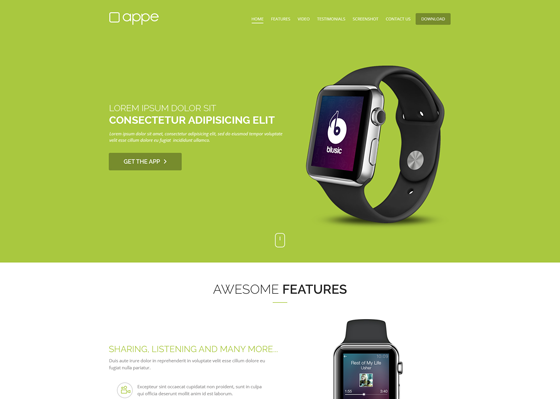 appe
HOME FEATURES VIDEO TESTIMONIALS SCREENSHOT CONTACT US DOWNLOAD
LOREM IPSUM DOLOR SIT
CONSECTETUR ADIPISICING ELIT
Lorem ipsum dolor sit amet, consectetur adipisicing elit, sed do eiusmod tempor voluptate
velit esse cillum dolore eu fugiat mollitant ullamco.
GET THE APP
blusic
AWESOME FEATURES
SHARING, LISTENING AND MANY MORE...
Duis aute irure dolor in reprehenderit in voluptate velit esse cillum dolore eu
fugiat nulla pariatur.
Excepteur sint occaecat cupidatat non proident, sunt in culpa
qui officia deserunt mollit anim id est laborum.
Rest of My Life
Usher
1:55